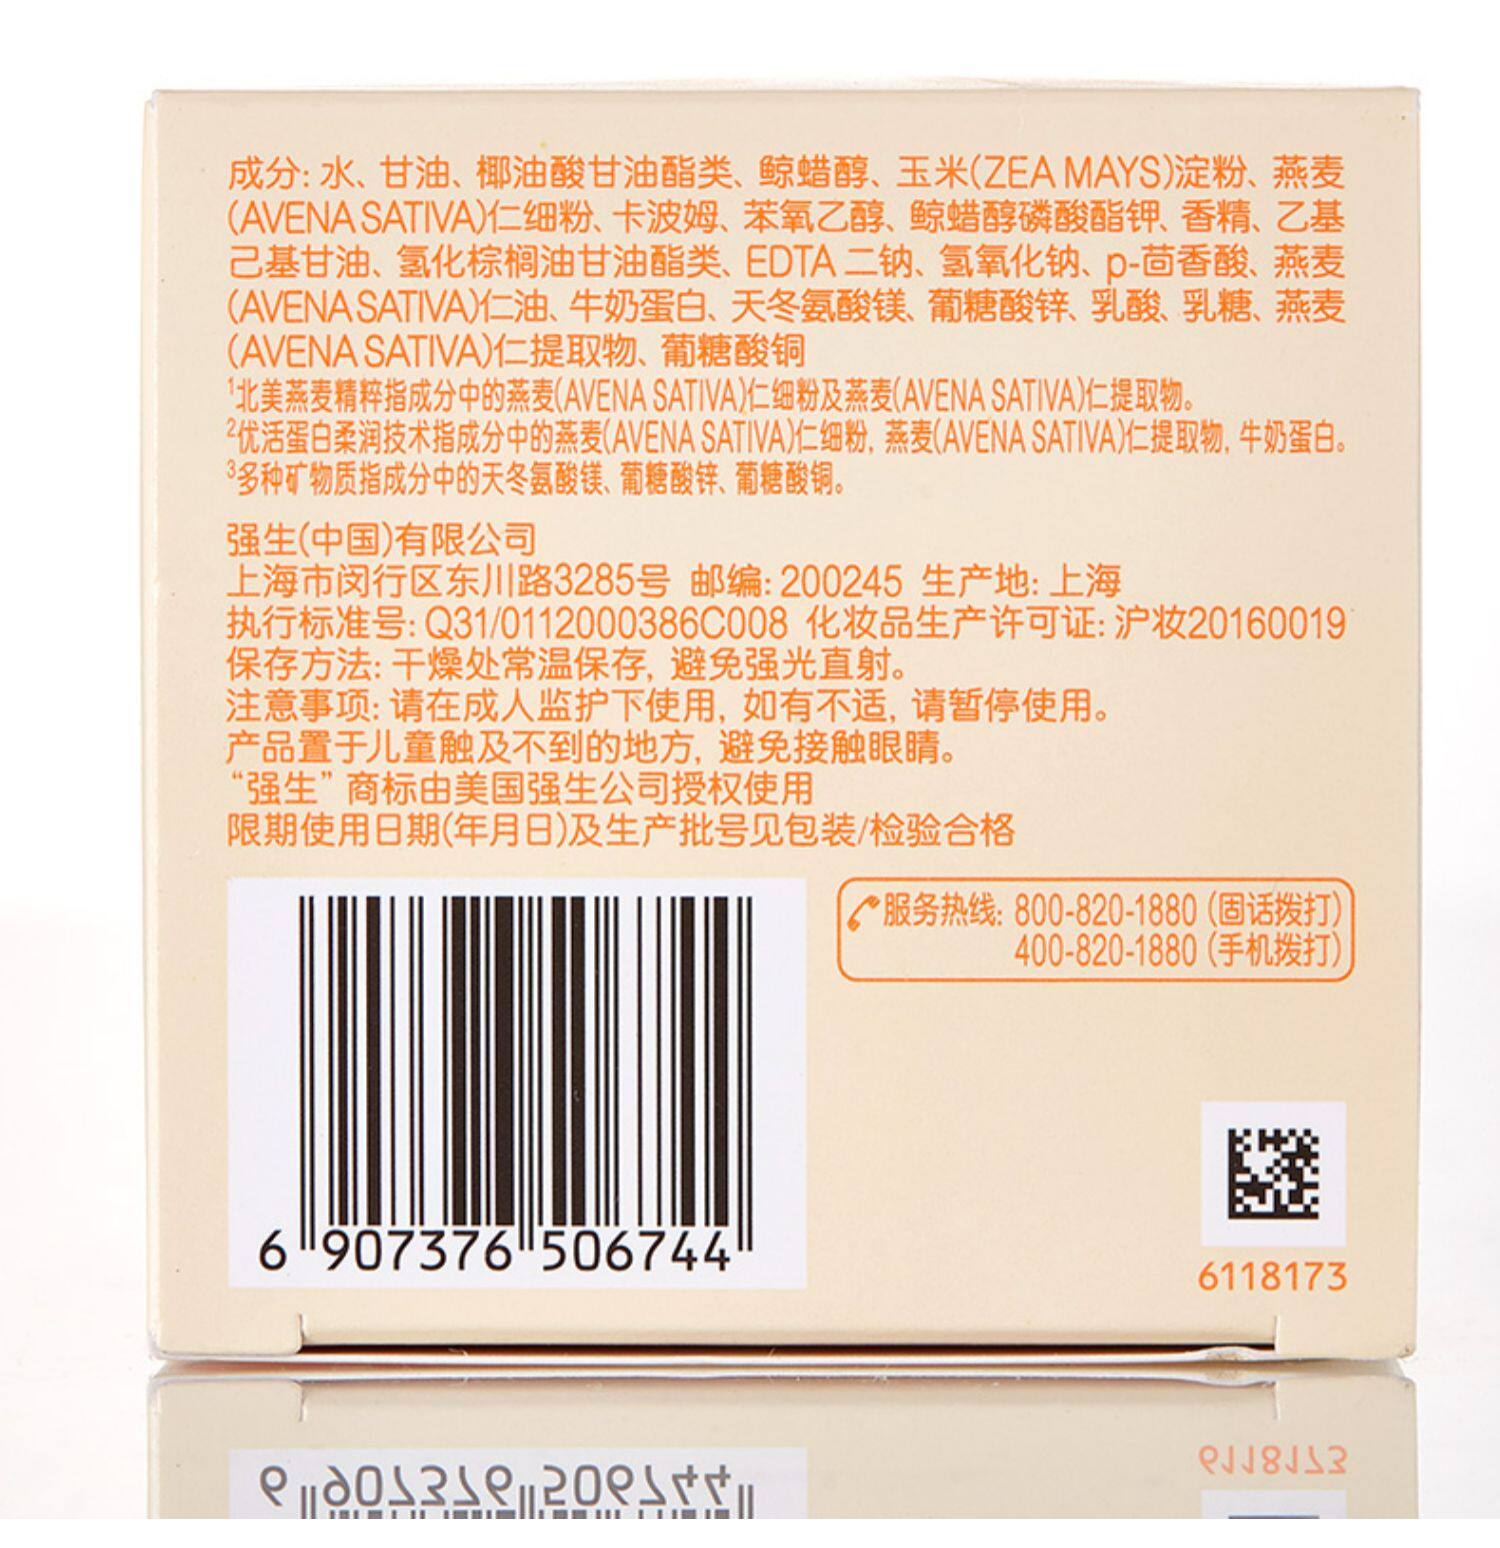 成分: 水、甘油、椰油酸甘油酯类、鲸蜡醇、玉米(ZEA MAYS)淀粉、燕麦
(AVENA SATIVA)仁细粉、卡波姆、苯氧乙醇、鲸蜡醇磷酸酯钾、香精、乙基
己基甘油、氢化棕榈油甘油酯类、EDTA 二钠、氢氧化钠、p-茴香酸、燕麦
(AVENA SATIVA)仁油、牛奶蛋白、天冬氨酸镁、葡糖酸锌、乳酸、乳糖、燕麦
(AVENA SATIVA)仁提取物、葡糖酸铜
¹北美燕麦精粹指成分中的燕麦(AVENA SATIVA)仁细粉及燕麦(AVENA SATIVA)仁提取物。
²优活蛋白柔润技术指成分中的燕麦(AVENA SATIVA)仁细粉, 燕麦(AVENA SATIVA)仁提取物, 牛奶蛋白。
³多种矿物质指成分中的天冬氨酸镁、葡糖酸锌、葡糖酸铜。
强生(中国)有限公司
上海市闵行区东川路3285号 邮编: 200245 生产地: 上海
执行标准号: Q31/0112000386C008 化妆品生产许可证: 沪妆20160019
保存方法: 干燥处常温保存, 避免强光直射。
注意事项: 请在成人监护下使用, 如有不适, 请暂停使用。
产品置于儿童触及不到的地方, 避免接触眼睛。
“强生” 商标由美国强生公司授权使用
限期使用日期(年月日)及生产批号见包装/检验合格
服务热线: 800-820-1880 (固话拨打)
400-820-1880 (手机拨打)
6 907376 506744
6118173